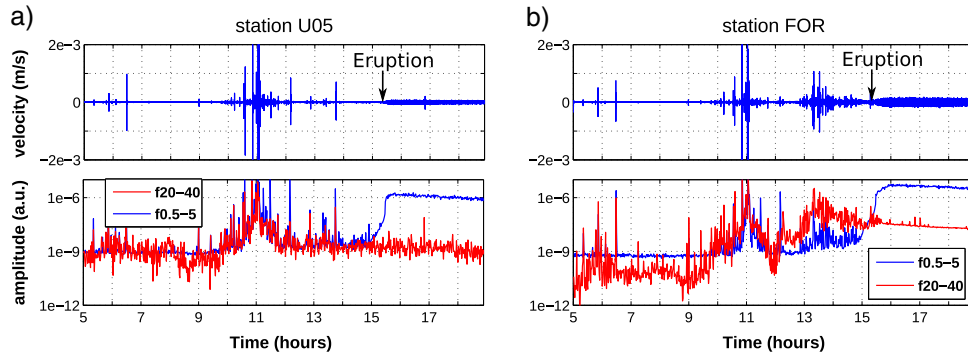 a)
station U05
2e-3
0
−2e-3
velocity (m/s)
Eruption
1e-6
1e-9
1e-12
amplitude (a.u.)
f20−40
f0.5−5
5 7 9 11 13 15 17
Time (hours)
b)
station FOR
2e-3
0
−2e-3
velocity (m/s)
Eruption
1e-6
1e-9
1e-12
amplitude (a.u.)
f0.5−5
f20−40
5 7 9 11 13 15 17
Time (hours)